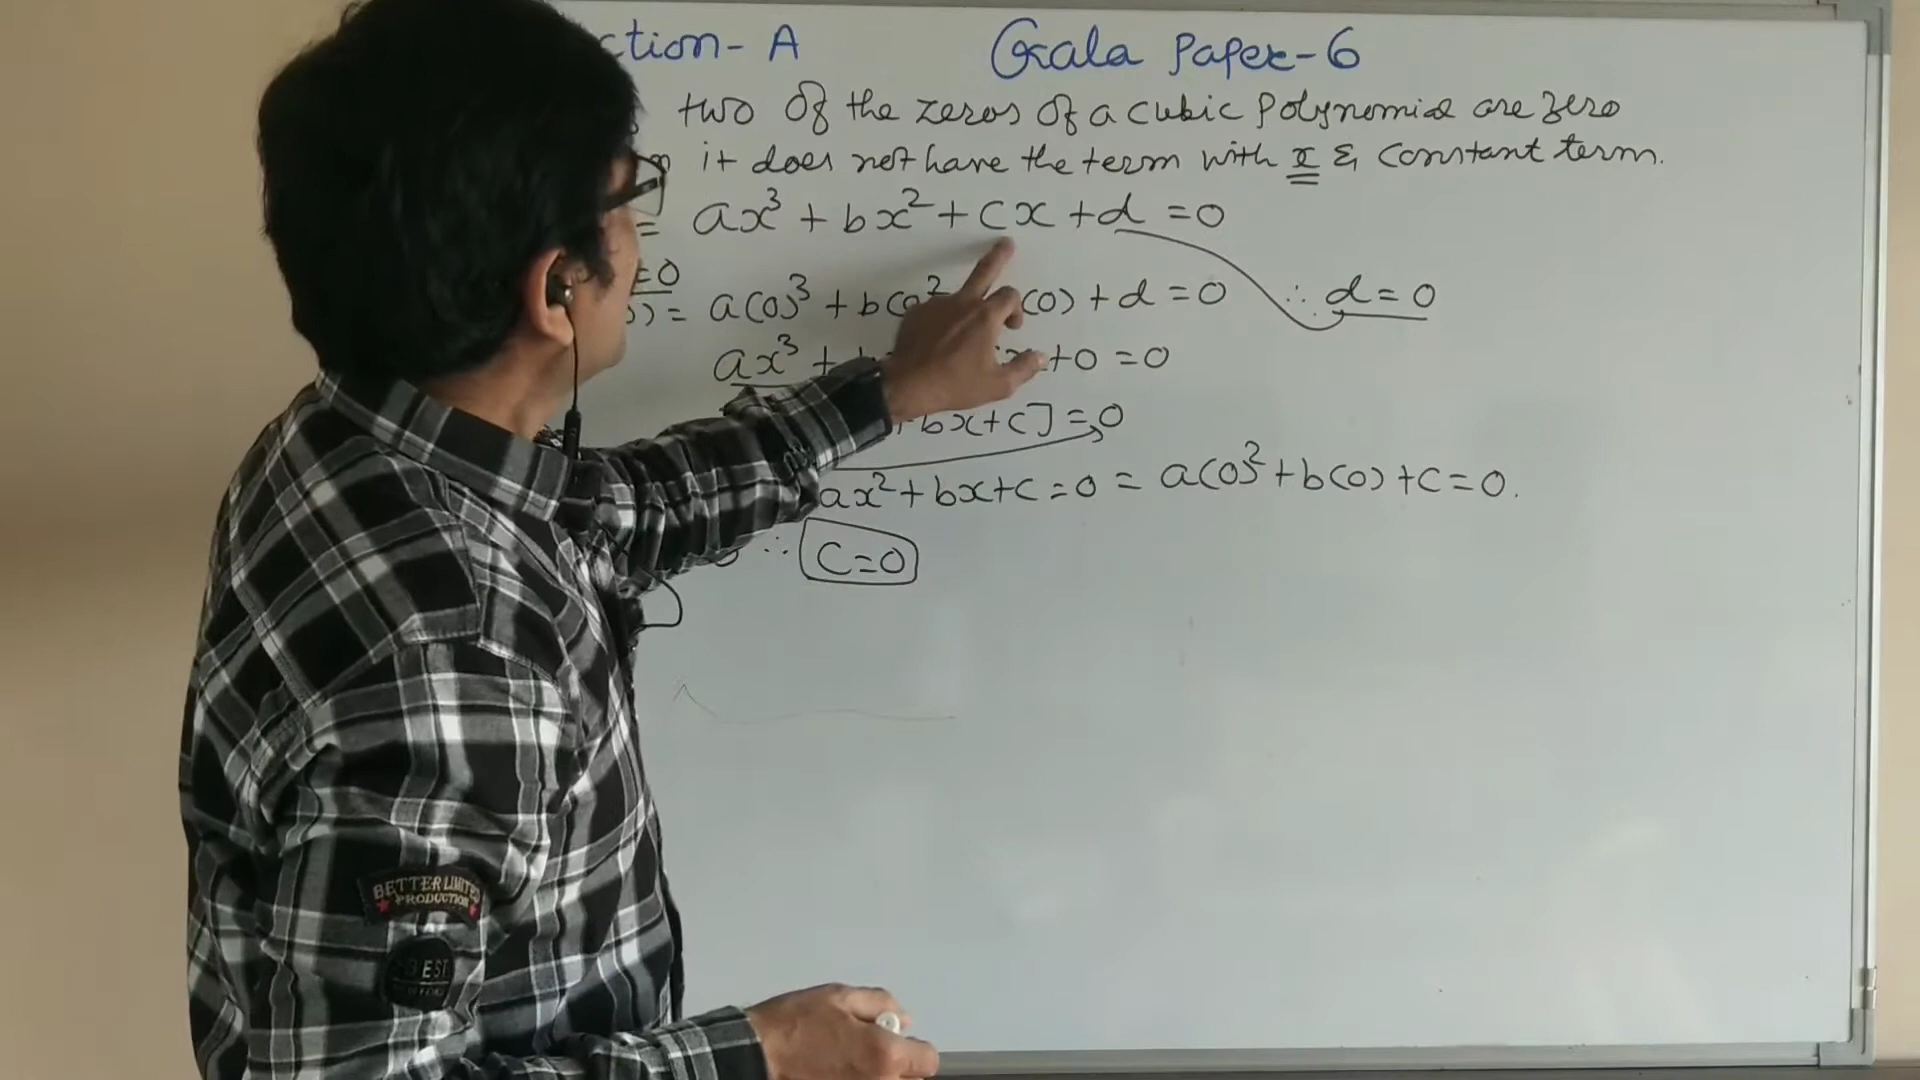 ction - A Gala Paper-6
two of the zeros of a cubic polynomial are zero
it does not have the term with x & constant term.
= ax³ + bx² + cx + d = 0
=0
) = a(0)³ + b(0)² (0) + d = 0 ∴ d = 0
ax³ + +0 = 0
+ bx + c] = 0
ax² + bx + c = 0 = a(0)² + b(0) + c = 0.
∴ C=0
BETTER LIMITED
PRODUCTION
BEST